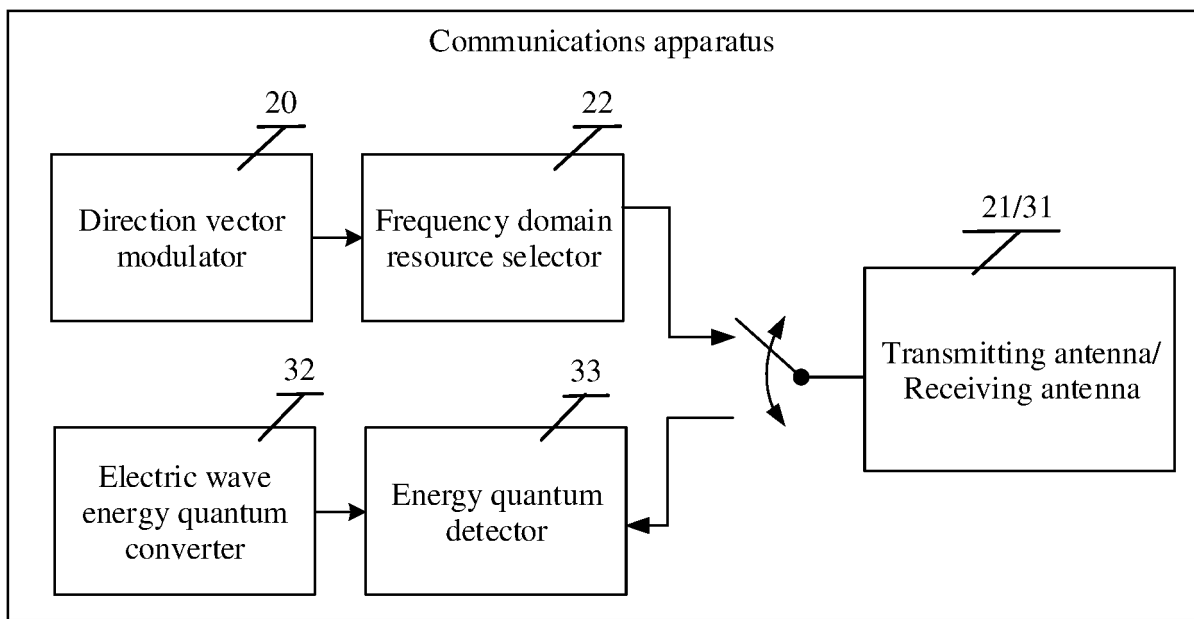 Communications apparatus
20
22
Direction vector
modulator
Frequency domain
resource selector
21/31
Transmitting antenna/
Receiving antenna
32
33
Electric wave
energy quantum
converter
Energy quantum
detector